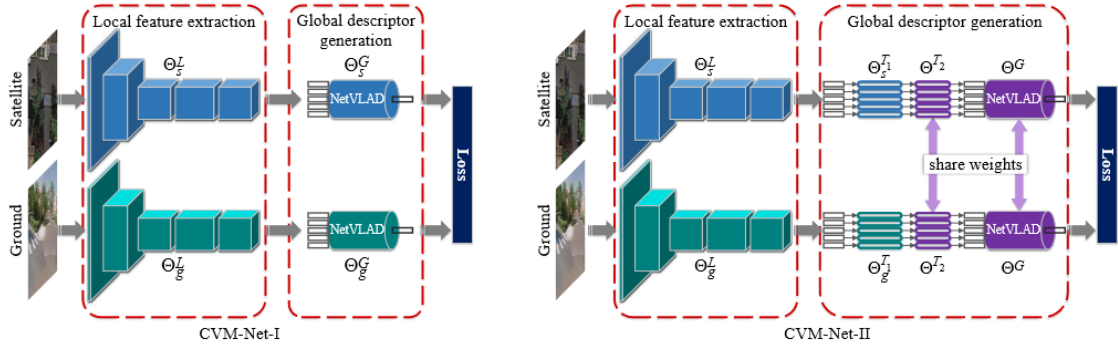 Local feature extraction
Global descriptor
generation
Satellite
Θ_s^L
Θ_s^G
NetVLAD
Loss
Ground
NetVLAD
Θ_g^L
Θ_g^G
CVM-Net-I
Local feature extraction
Global descriptor generation
Satellite
Θ_s^L
Θ_s^{T_1}
Θ^{T_2}
Θ^G
NetVLAD
share weights
Loss
Ground
NetVLAD
Θ_g^L
Θ_g^{T_1}
Θ^{T_2}
Θ^G
CVM-Net-II